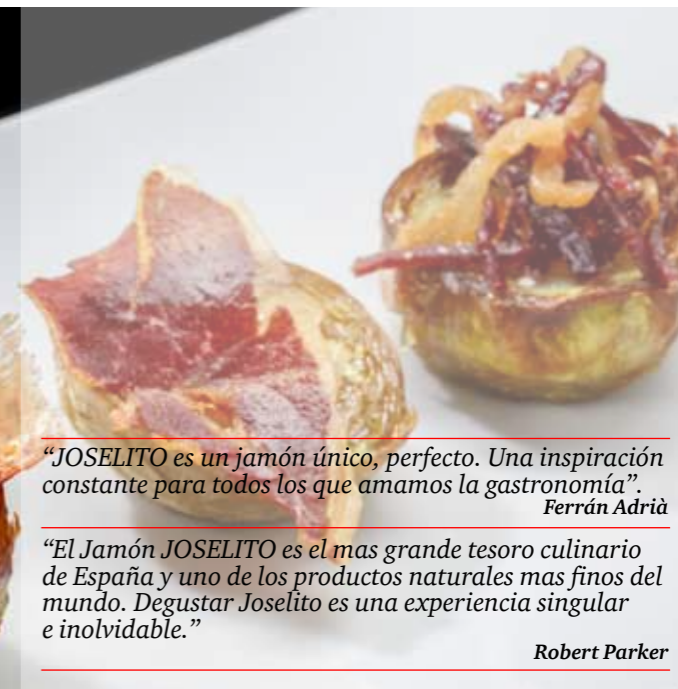 “JOSELITO es un jamón único, perfecto. Una inspiración
constante para todos los que amamos la gastronomía”.
Ferrán Adrià
“El Jamón JOSELITO es el mas grande tesoro culinario
de España y uno de los productos naturales mas finos del
mundo. Degustar Joselito es una experiencia singular
e inolvidable.”
Robert Parker